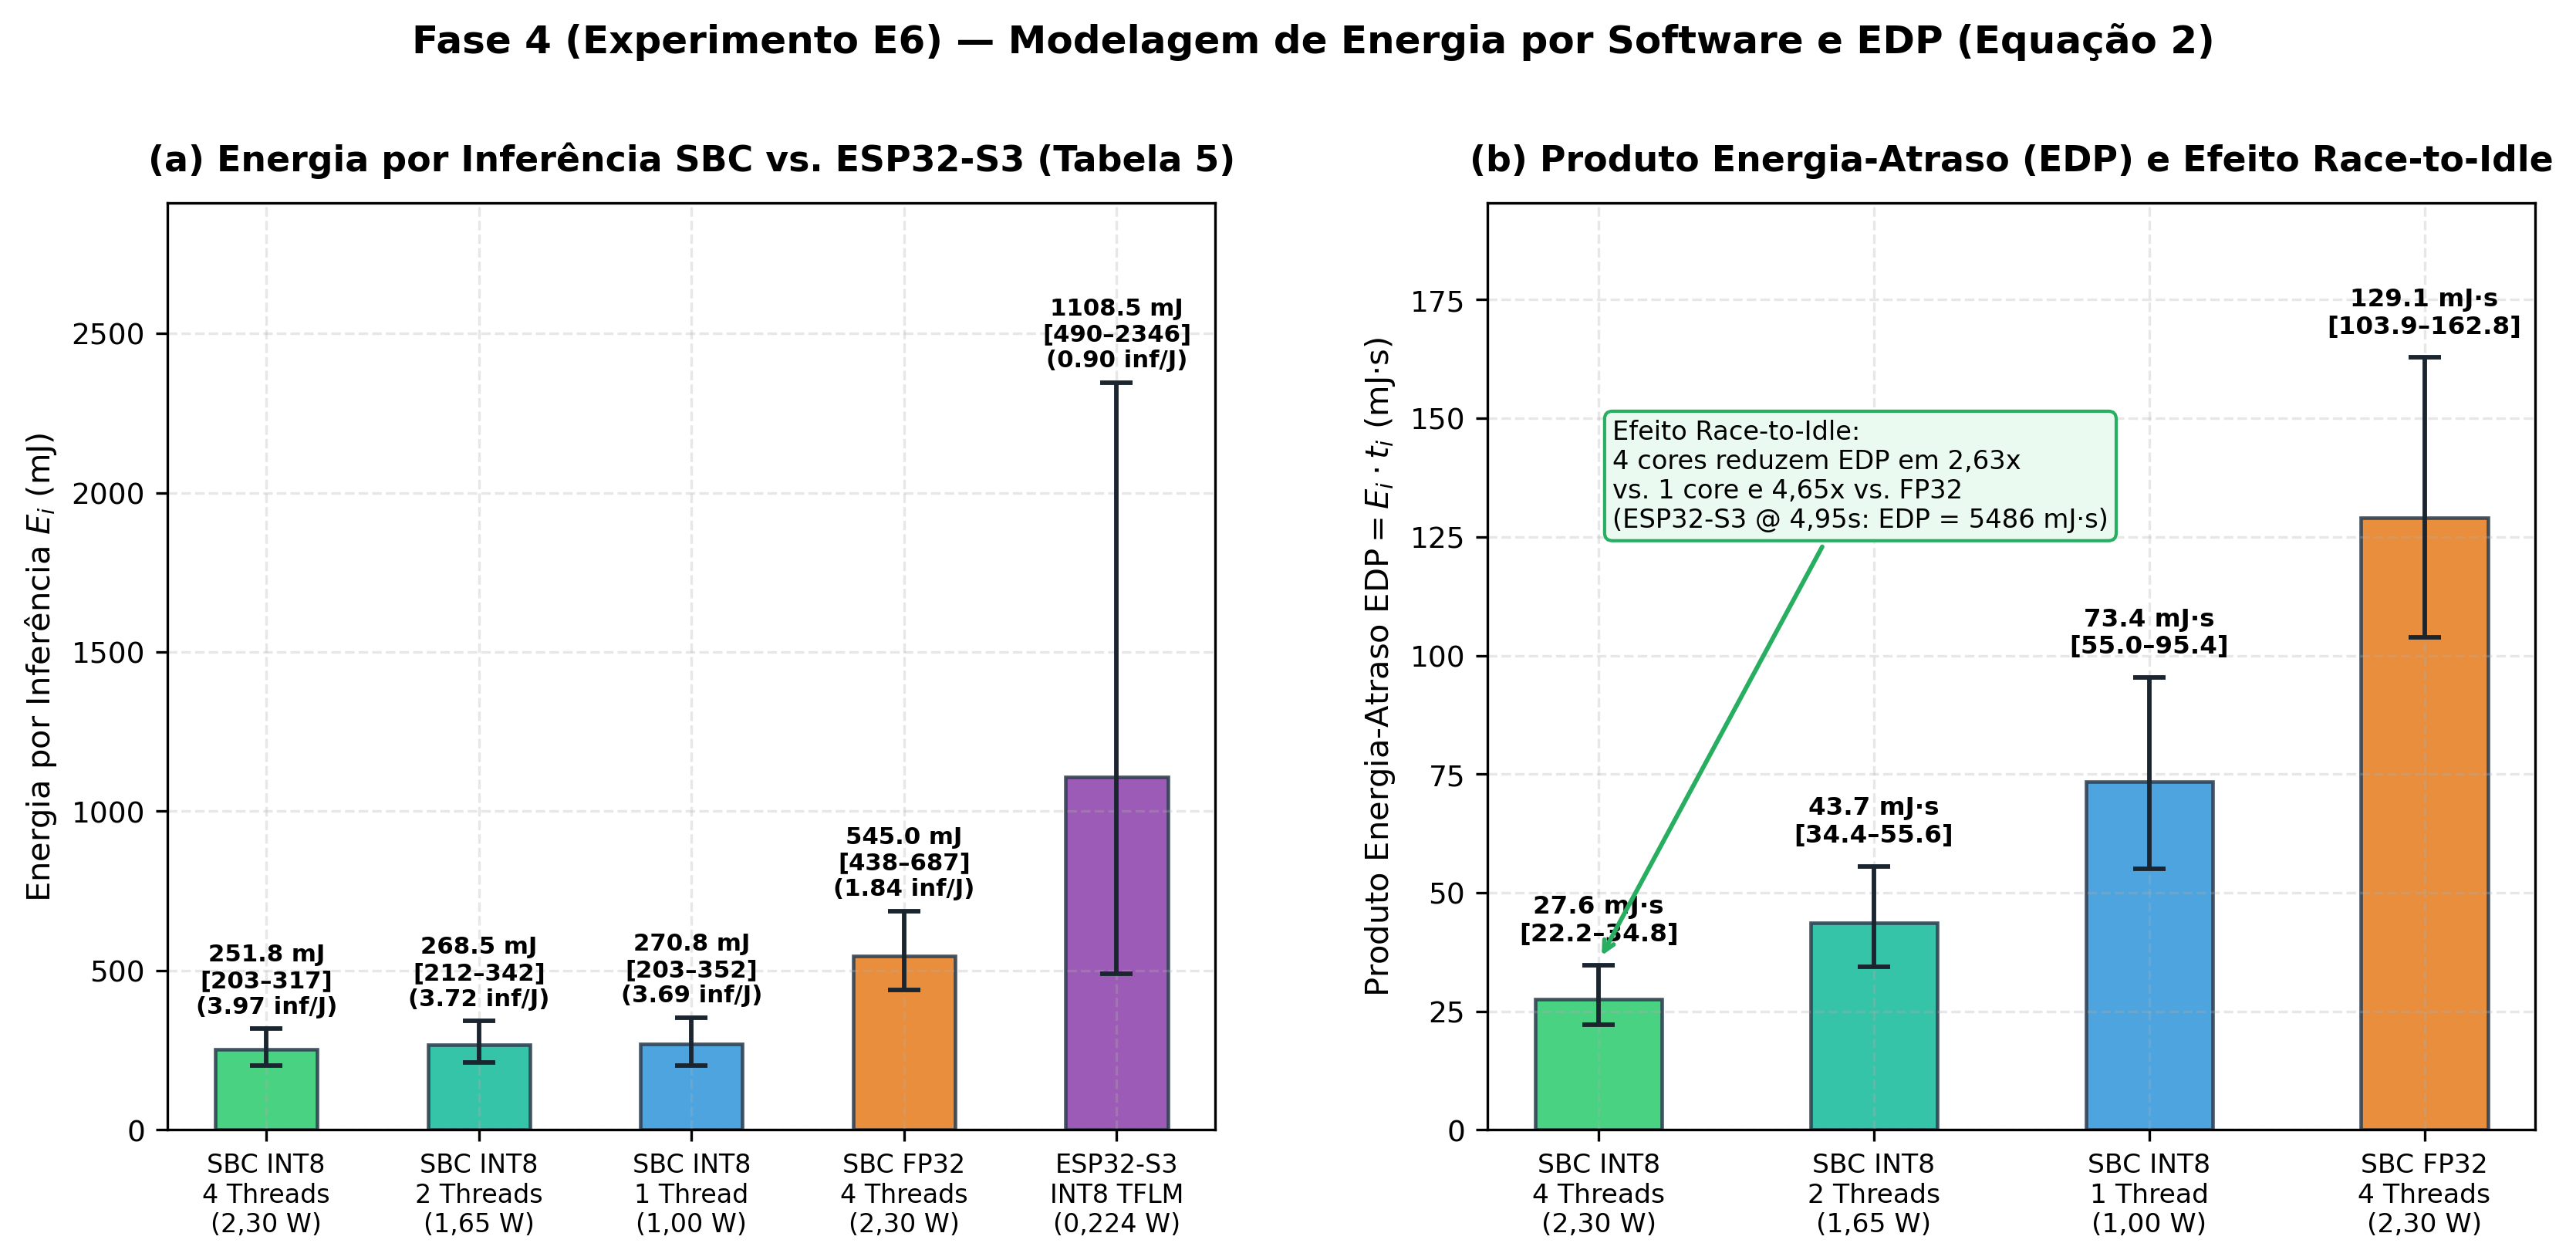 Fase 4 (Experimento E6) — Modelagem de Energia por Software e EDP (Equação 2)
(a) Energia por Inferência SBC vs. ESP32-S3 (Tabela 5)
Energia por Inferência E_i (mJ)
2500
2000
1500
1000
500
0
251.8 mJ
[203–317]
(3.97 inf/J)
268.5 mJ
[212–342]
(3.72 inf/J)
270.8 mJ
[203–352]
(3.69 inf/J)
545.0 mJ
[438–687]
(1.84 inf/J)
1108.5 mJ
[490–2346]
(0.90 inf/J)
SBC INT8
4 Threads
(2,30 W)
SBC INT8
2 Threads
(1,65 W)
SBC INT8
1 Thread
(1,00 W)
SBC FP32
4 Threads
(2,30 W)
ESP32-S3
INT8 TFLM
(0,224 W)
(b) Produto Energia-Atraso (EDP) e Efeito Race-to-Idle
Produto Energia-Atraso EDP = E_i · t_i (mJ·s)
175
150
125
100
75
50
25
0
Efeito Race-to-Idle:
4 cores reduzem EDP em 2,63x
vs. 1 core e 4,65x vs. FP32
(ESP32-S3 @ 4,95s: EDP = 5486 mJ·s)
27.6 mJ·s
[22.2–34.8]
43.7 mJ·s
[34.4–55.6]
73.4 mJ·s
[55.0–95.4]
129.1 mJ·s
[103.9–162.8]
SBC INT8
4 Threads
(2,30 W)
SBC INT8
2 Threads
(1,65 W)
SBC INT8
1 Thread
(1,00 W)
SBC FP32
4 Threads
(2,30 W)